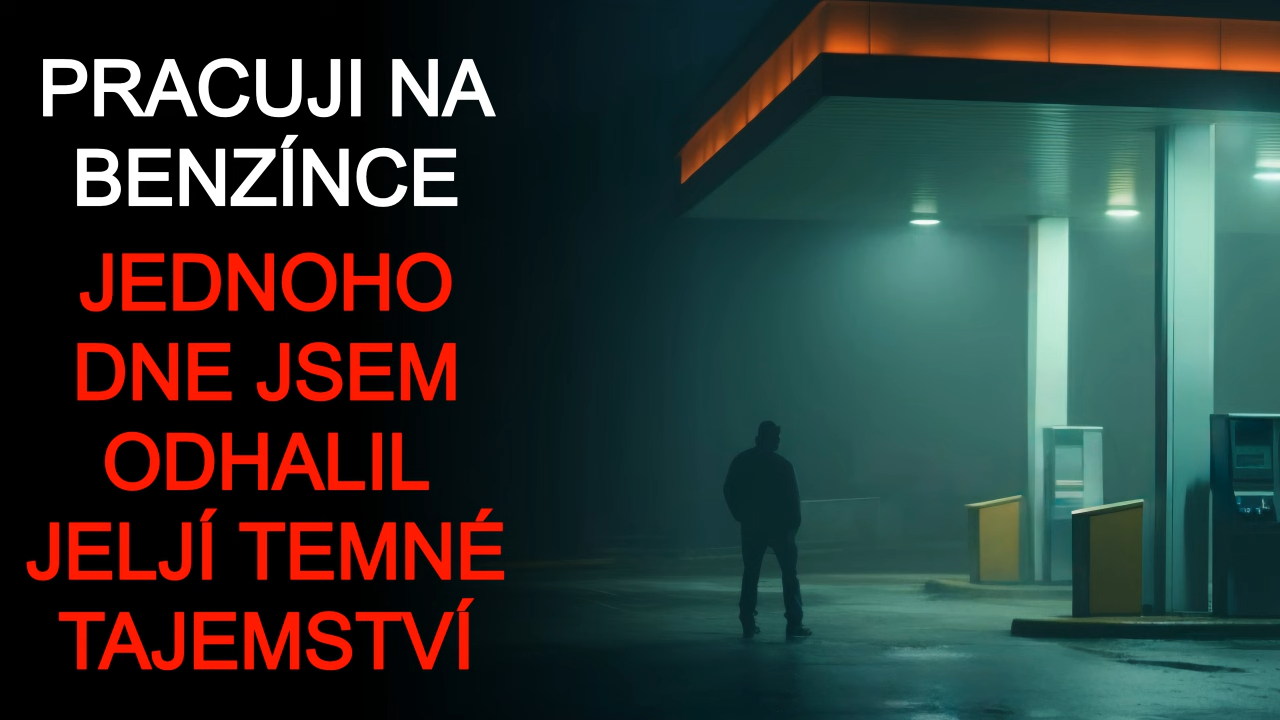 PRACUJI NA
BENZÍNCE
JEDNOHO
DNE JSEM
ODHALIL
JELJÍ TEMNÉ
TAJEMSTVÍ